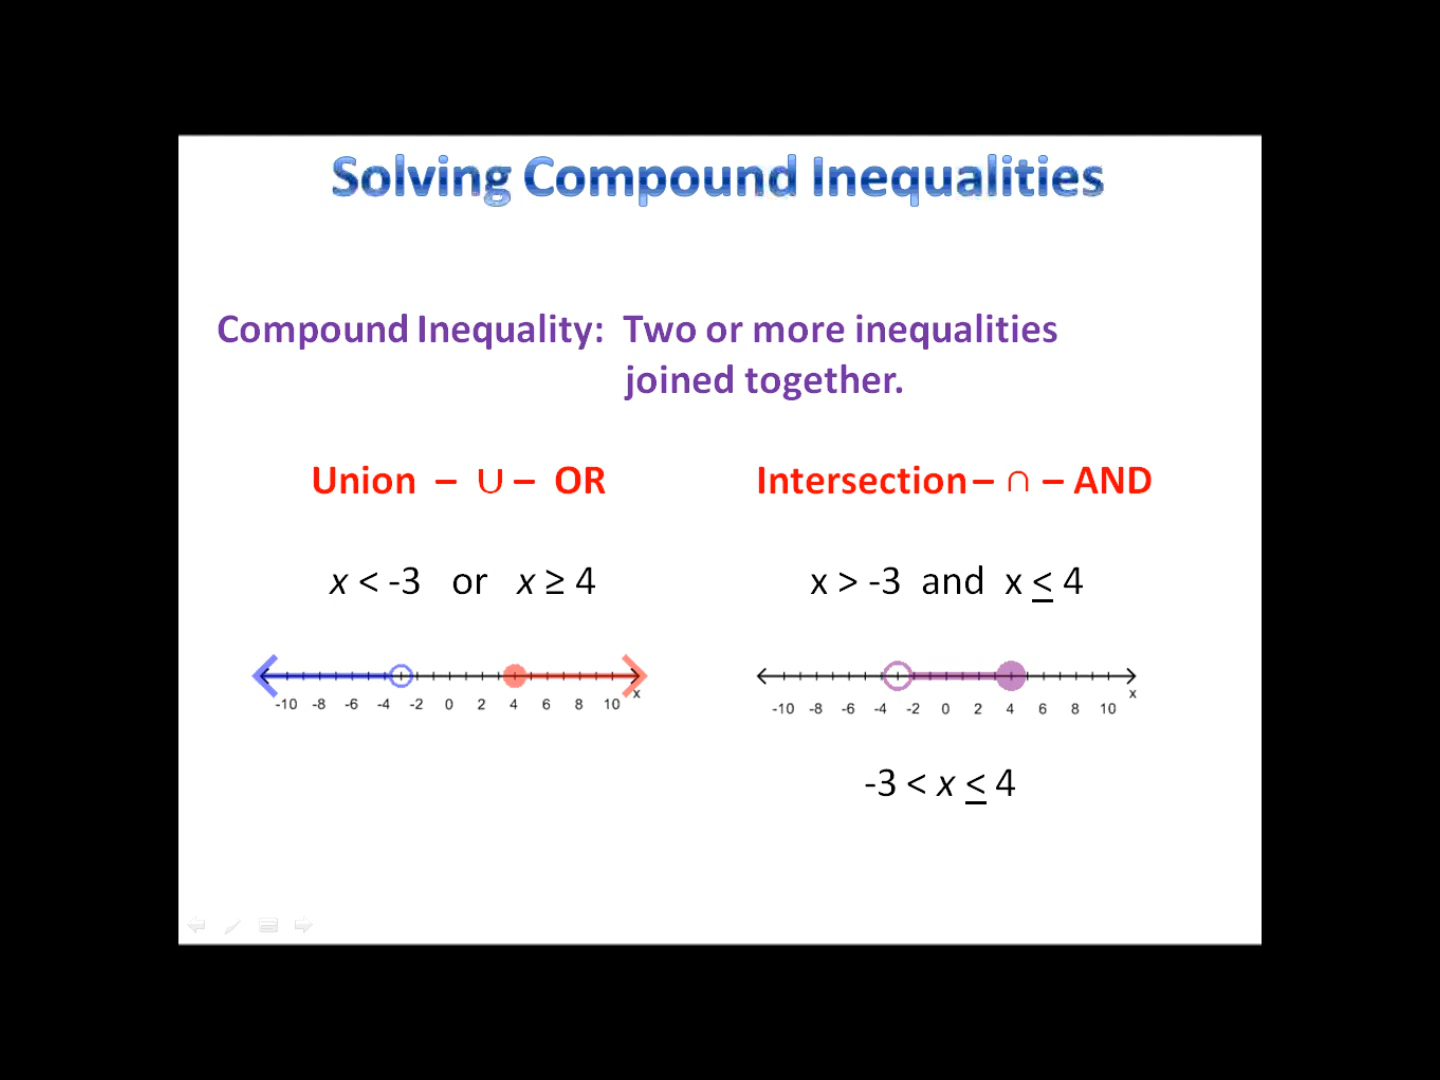 Solving Compound Inequalities
Compound Inequality: Two or more inequalities
joined together.
Union – ∪ – OR
Intersection – ∩ – AND
x < -3 or x ≥ 4
x > -3 and x ≤ 4
-10 -8 -6 -4 -2 0 2 4 6 8 10 x
-10 -8 -6 -4 -2 0 2 4 6 8 10 x
-3 < x ≤ 4